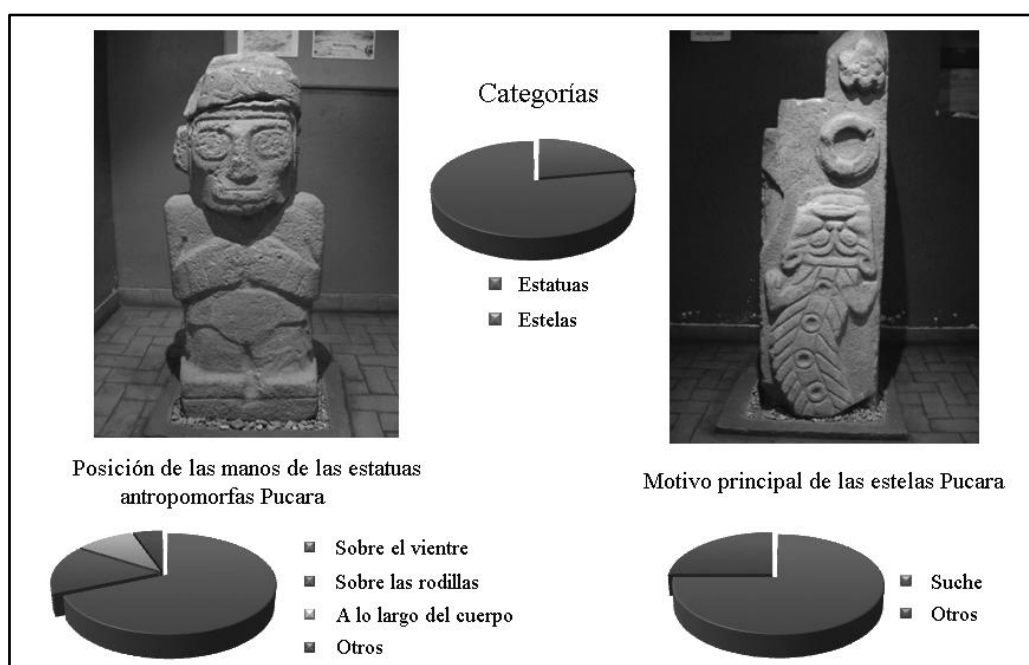 Categorías
Estatuas
Estelas
Posición de las manos de las estatuas
antropomorfas Pucara
Sobre el vientre
Sobre las rodillas
A lo largo del cuerpo
Otros
Motivo principal de las estelas Pucara
Suche
Otros